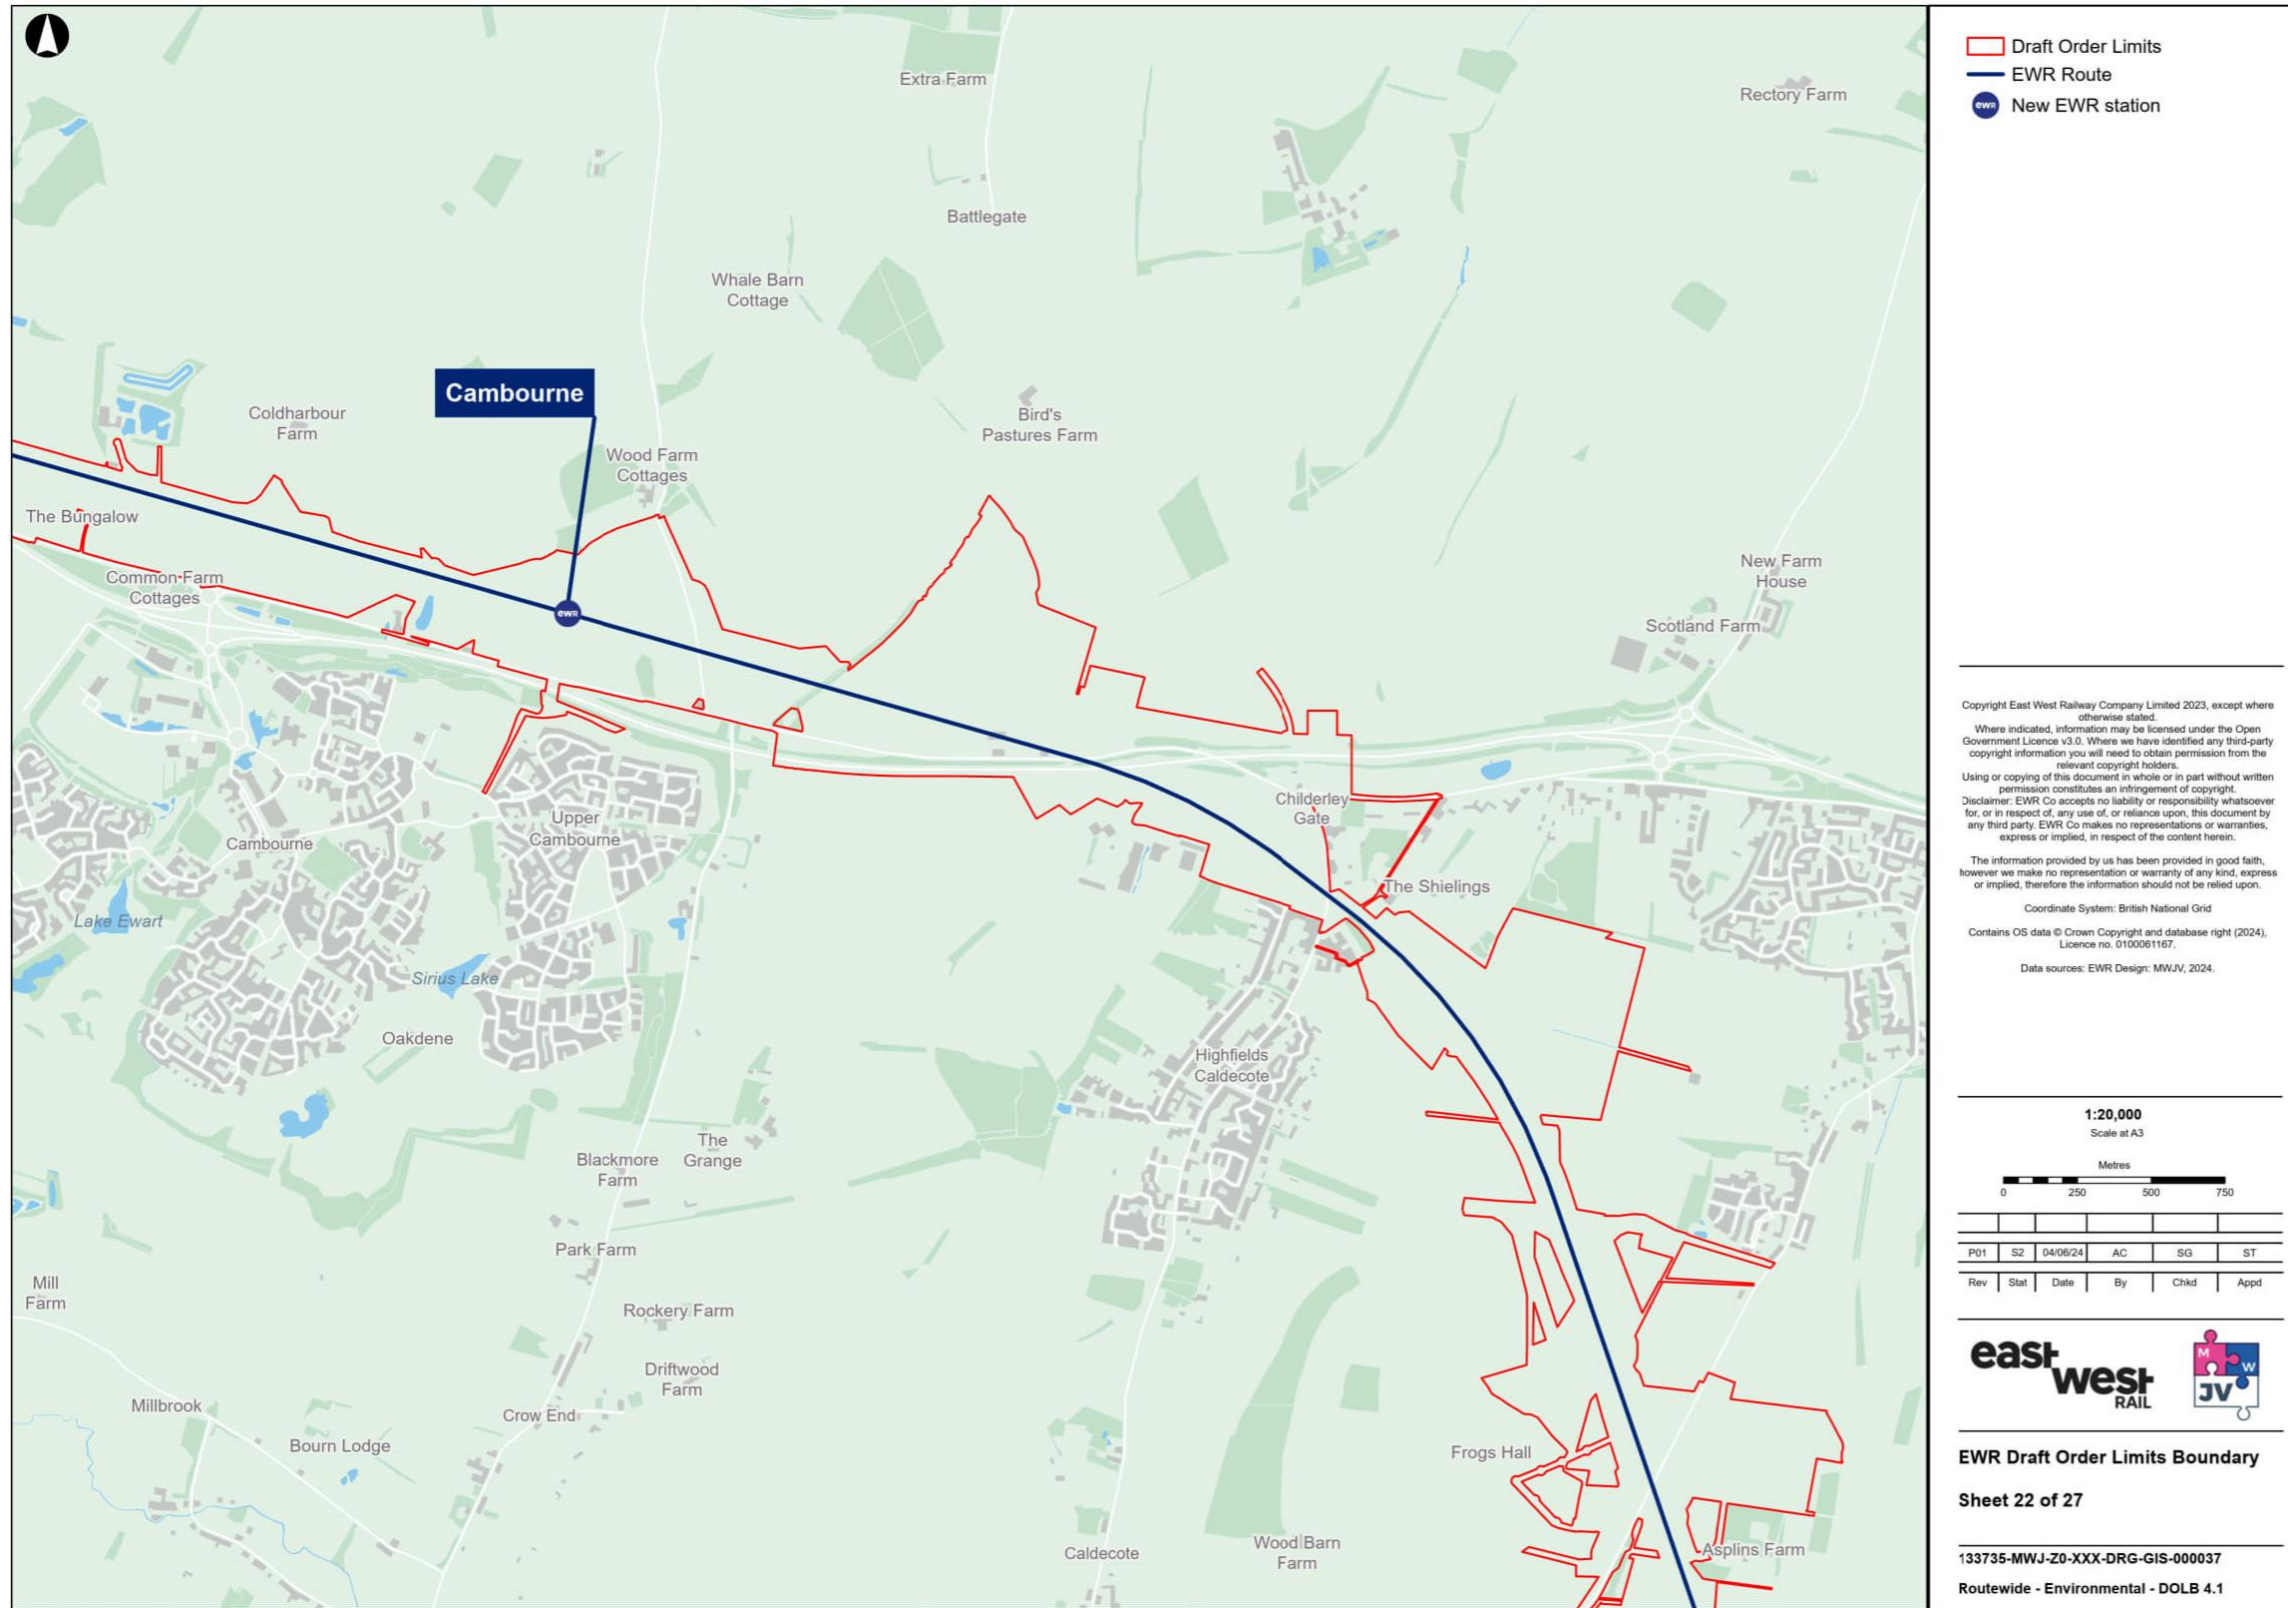 Extra Farm
Rectory Farm
Battlegate
Whale Barn
Cottage
Cambourne
Coldharbour
Farm
Bird's
Pastures Farm
Wood Farm
Cottages
The Bungalow
Common Farm
Cottages
ewr
New Farm
House
Scotland Farm
Childerley
Gate
Upper
Cambourne
Cambourne
The Shielings
Lake Ewart
Sirius Lake
Oakdene
Highfields
Caldecote
The
Grange
Blackmore
Farm
Park Farm
Mill
Farm
Rockery Farm
Driftwood
Farm
Millbrook
Crow End
Bourn Lodge
Frogs Hall
Caldecote
Wood Barn
Farm
Asplins Farm
Draft Order Limits
EWR Route
ewr
New EWR station
Copyright East West Railway Company Limited 2023, except where
otherwise stated.
Where indicated, information may be licensed under the Open
Government Licence v3.0. Where we have identified any third-party
copyright information you will need to obtain permission from the
relevant copyright holders.
Using or copying of this document in whole or in part without written
permission constitutes an infringement of copyright.
Disclaimer: EWR Co accepts no liability or responsibility whatsoever
for, or in respect of, any use of, or reliance upon, this document by
any third party. EWR Co makes no representations or warranties,
express or implied, in respect of the content herein.
The information provided by us has been provided in good faith,
however we make no representation or warranty of any kind, express
or implied, therefore the information should not be relied upon.
Coordinate System: British National Grid
Contains OS data © Crown Copyright and database right (2024),
Licence no. 0100061167.
Data sources: EWR Design: MWJV, 2024.
1:20,000
Scale at A3
Metres
0 250 500 750
P01 S2 04/06/24 AC SG ST
Rev Stat Date By Chkd Appd
east
west
RAIL
M W
JV
EWR Draft Order Limits Boundary
Sheet 22 of 27
133735-MWJ-Z0-XXX-DRG-GIS-000037
Routewide - Environmental - DOLB 4.1